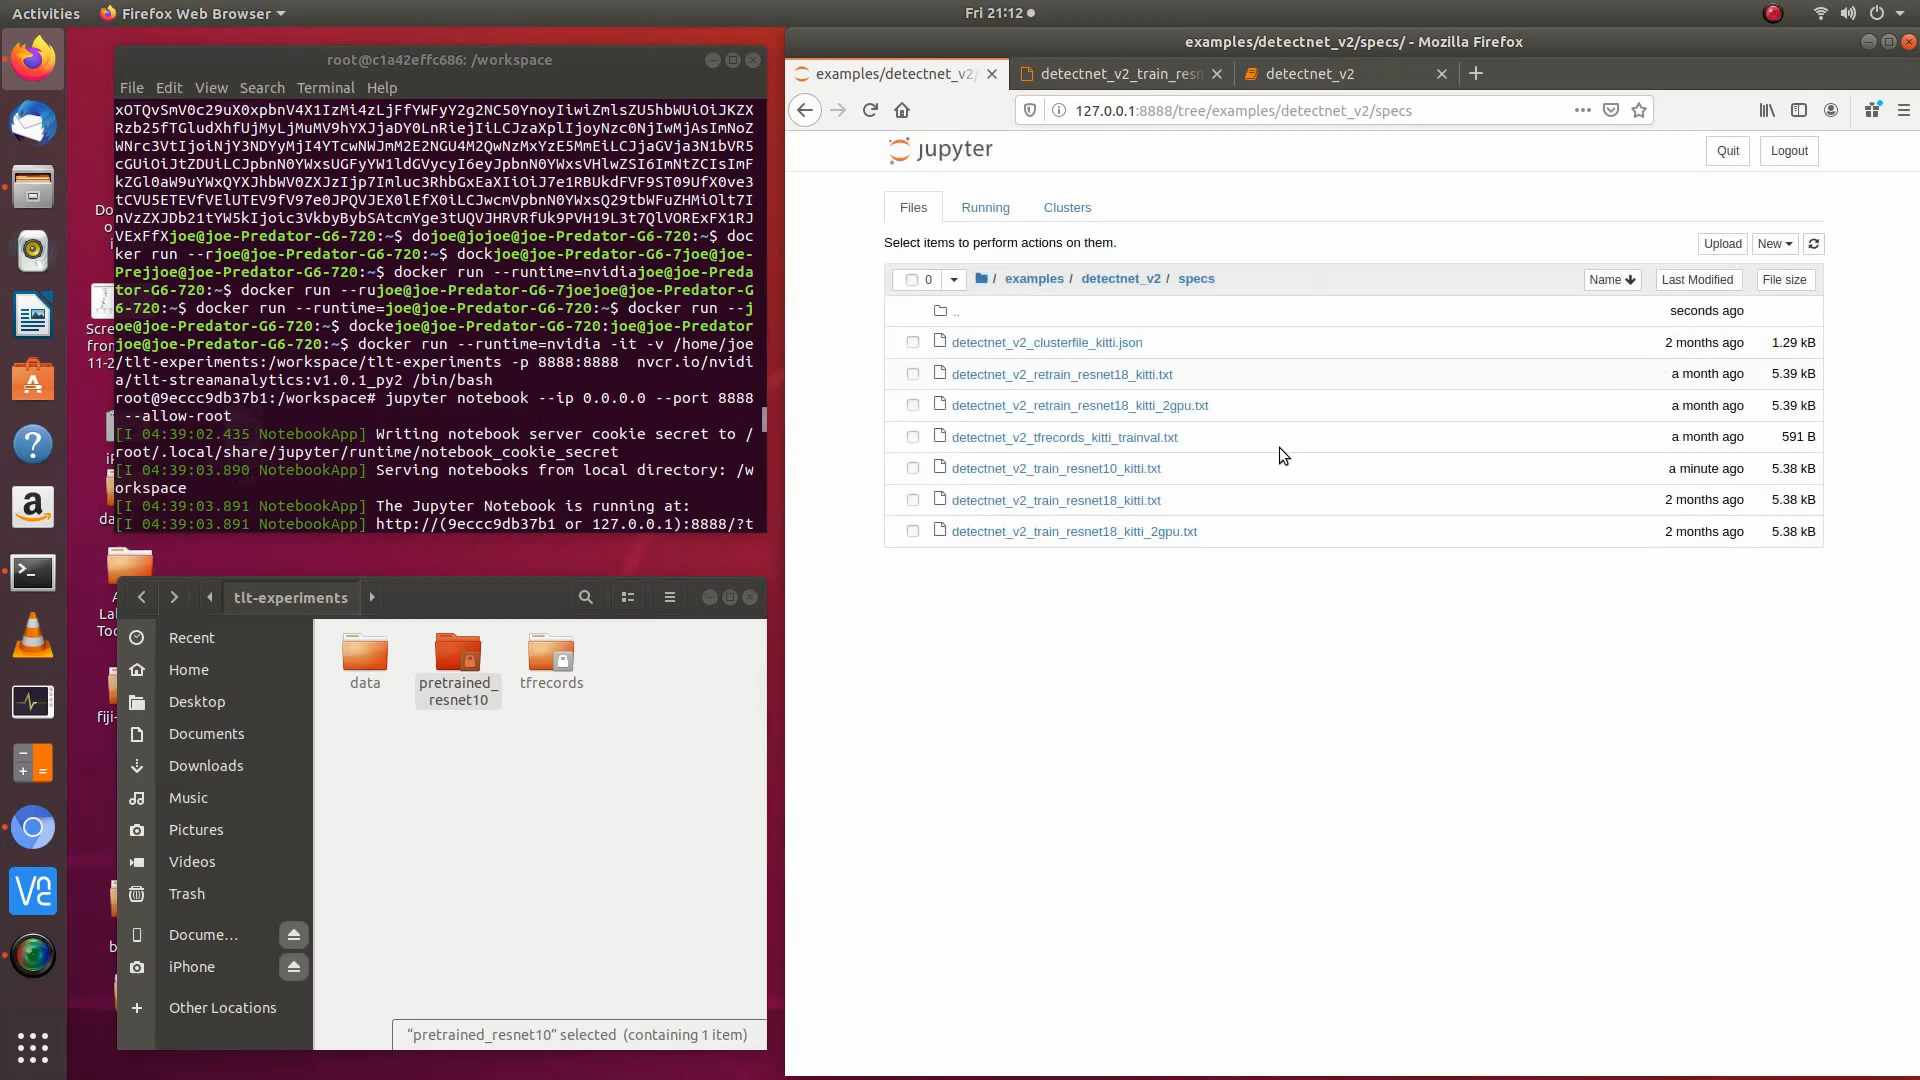 Activities
Firefox Web Browser
Fri 21:12
root@c1a42effc686: /workspace
File Edit View Search Terminal Help
xOTQvSmV0c29uX0xpbnV4X1IzMi4zLjFfYWFyY2g2NC50YnoyIiwiZmlsZU5hbWUiOiJKZX
Rzb25fTGludXhfUjMyLjMuMV9hYXJjaDY0LnRiejIiLCJzaXplIjoyNzc0NjIwMjAsImNoZ
WNrc3VtIjoiNjY3NDYyMjI4YTcwNWJmM2E2NGU4M2QwNzMxYzE5MmEiLCJjaGVja3N1bVR5
cGUiOiJtZDUiLCJpbnN0YWxsUGFyYW1ldGVycyI6eyJpbnN0YWxsVHlwZSI6ImNtZCIsImF
kZGl0aW9uYWxQYXJhbWV0ZXJzIjp7Imluc3RhbGxEaXIiOiJ7e1RBUkdFVF9ST09UfX0ve3
tCVU5ETEVfVElUTEV9fV97e0JPQVJEX0lEfX0iLCJwcmVpbnN0YWxsQ29tbWFuZHMiOlt7I
nVzZXJDb21tYW5kIjoic3VkbyBybSAtcmYge3tUQVJHRVRfUk9PVH19L3t7QlVORExFX1RJ
VExFfXjoe@joe-Predator-G6-720:~$ dojoe@jojoe@joe-Predator-G6-720:~$ doc
ker run --rjoe@joe-Predator-G6-720:~$ dockjoe@joe-Predator-G6-7joe@joe-
Prejjoe@joe-Predator-G6-720:~$ docker run --runtime=nvidiajoe@joe-Preda
tor-G6-720:~$ docker run --rujoe@joe-Predator-G6-7joejoe@joe-Predator-G
6-720:~$ docker run --runtime=joe@joe-Predator-G6-720:~$ docker run --j
oe@joe-Predator-G6-720:~$ dockejoe@joe-Predator-G6-720:joe@joe-Predator
joe@joe-Predator-G6-720:~$ docker run --runtime=nvidia -it -v /home/joe
/tlt-experiments:/workspace/tlt-experiments -p 8888:8888  nvcr.io/nvidi
a/tlt-streamanalytics:v1.0.1_py2 /bin/bash
root@9eccc9db37b1:/workspace# jupyter notebook --ip 0.0.0.0 --port 8888
--allow-root
[I 04:39:02.435 NotebookApp] Writing notebook server cookie secret to /
root/.local/share/jupyter/runtime/notebook_cookie_secret
[I 04:39:03.890 NotebookApp] Serving notebooks from local directory: /w
orkspace
[I 04:39:03.891 NotebookApp] The Jupyter Notebook is running at:
[I 04:39:03.891 NotebookApp] http://(9eccc9db37b1 or 127.0.0.1):8888/?t
tlt-experiments
Recent
Home
Desktop
Documents
Downloads
Music
Pictures
Videos
Trash
Docume...
iPhone
Other Locations
data
pretrained_
resnet10
tfrecords
"pretrained_resnet10" selected (containing 1 item)
examples/detectnet_v2/specs/ - Mozilla Firefox
examples/detectnet_v2/
detectnet_v2_train_resn
detectnet_v2
127.0.0.1:8888/tree/examples/detectnet_v2/specs
jupyter
Quit
Logout
Files
Running
Clusters
Select items to perform actions on them.
Upload
New
0
/ examples / detectnet_v2 / specs
Name
Last Modified
File size
.. seconds ago
detectnet_v2_clusterfile_kitti.json 2 months ago 1.29 kB
detectnet_v2_retrain_resnet18_kitti.txt a month ago 5.39 kB
detectnet_v2_retrain_resnet18_kitti_2gpu.txt a month ago 5.39 kB
detectnet_v2_tfrecords_kitti_trainval.txt a month ago 591 B
detectnet_v2_train_resnet10_kitti.txt a minute ago 5.38 kB
detectnet_v2_train_resnet18_kitti.txt 2 months ago 5.38 kB
detectnet_v2_train_resnet18_kitti_2gpu.txt 2 months ago 5.38 kB